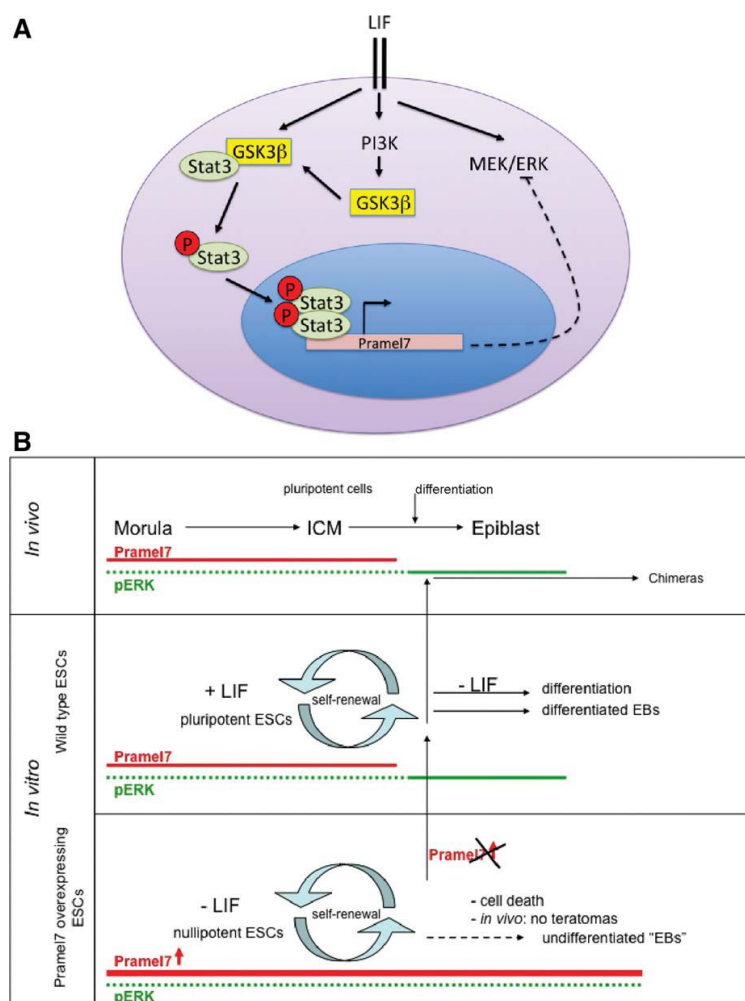 A
LIF
PI3K
MEK/ERK
GSK3β
Stat3
GSK3β
P
Stat3
P
Stat3
P
Stat3
Pramel7
B
In vivo
pluripotent cells
differentiation
Morula
ICM
Epiblast
Pramel7
pERK
Chimeras
In vitro
Wild type ESCs
+ LIF
pluripotent ESCs
self-renewal
- LIF
differentiation
differentiated EBs
Pramel7
pERK
Pramel7 overexpressing
ESCs
Pramel7
- LIF
nullipotent ESCs
self-renewal
- cell death
- in vivo: no teratomas
undifferentiated "EBs"
Pramel7
pERK